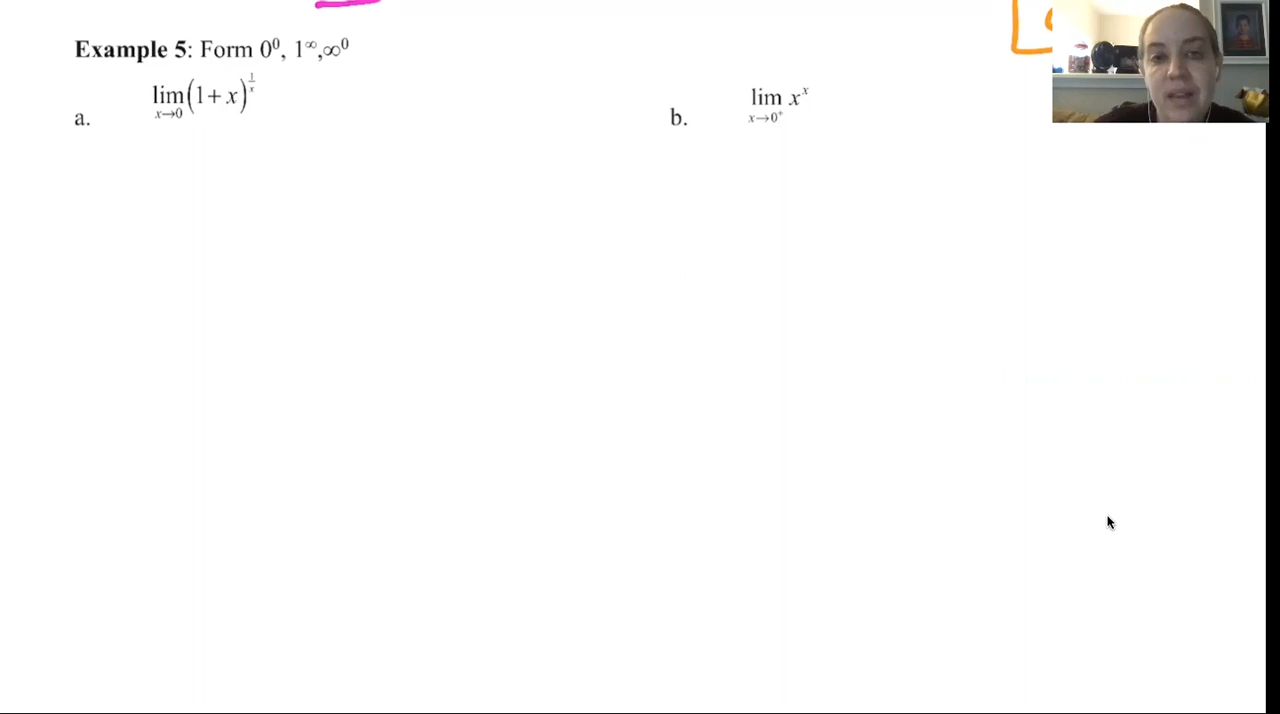 Example 5: Form 0⁰, 1^∞,∞⁰
a. lim_{x→0} (1+x)^{1/x}
b. lim_{x→0⁺} x^x